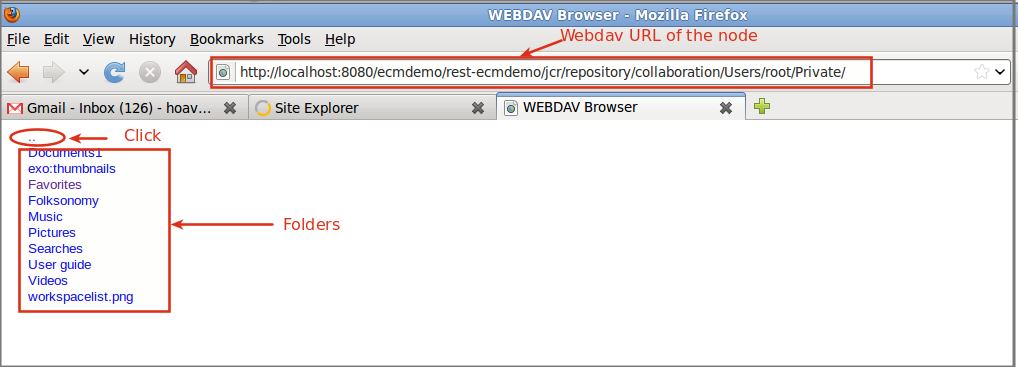 WEBDAV Browser - Mozilla Firefox
File Edit View History Bookmarks Tools Help
Webdav URL of the node
http://localhost:8080/ecmdemo/rest-ecmdemo/jcr/repository/collaboration/Users/root/Private/
Gmail - Inbox (126) - hoav... Site Explorer WEBDAV Browser
.. Click
Documents1
exo:thumbnails
Favorites
Folksonomy
Music
Folders
Pictures
Searches
User guide
Videos
workspacelist.png